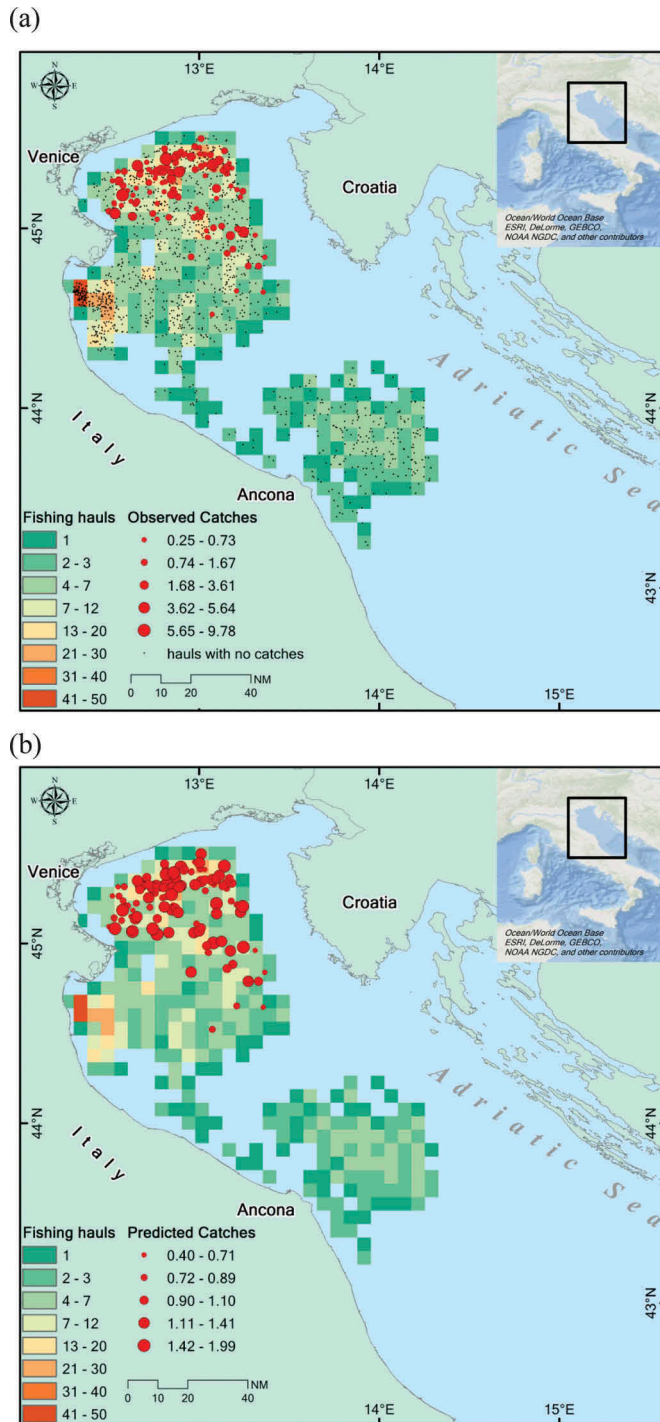 (a)
13°E
14°E
N
W
E
S
Venice
Croatia
Ocean/World Ocean Base
ESRI, DeLorme, GEBCO,
NOAA NGDC, and other contributors
45°N
45°N
44°N
44°N
Adriatic Sea
Italy
Ancona
43°N
Fishing hauls
1
2 - 3
4 - 7
7 - 12
13 - 20
21 - 30
31 - 40
41 - 50
Observed Catches
0.25 - 0.73
0.74 - 1.67
1.68 - 3.61
3.62 - 5.64
5.65 - 9.78
hauls with no catches
NM
0 10 20 40
14°E
15°E
(b)
13°E
14°E
N
W
E
S
Venice
Croatia
Ocean/World Ocean Base
ESRI, DeLorme, GEBCO,
NOAA NGDC, and other contributors
45°N
45°N
44°N
44°N
Adriatic Sea
Italy
Ancona
43°N
Fishing hauls
1
2 - 3
4 - 7
7 - 12
13 - 20
21 - 30
31 - 40
41 - 50
Predicted Catches
0.40 - 0.71
0.72 - 0.89
0.90 - 1.10
1.11 - 1.41
1.42 - 1.99
NM
0 10 20 40
14°E
15°E